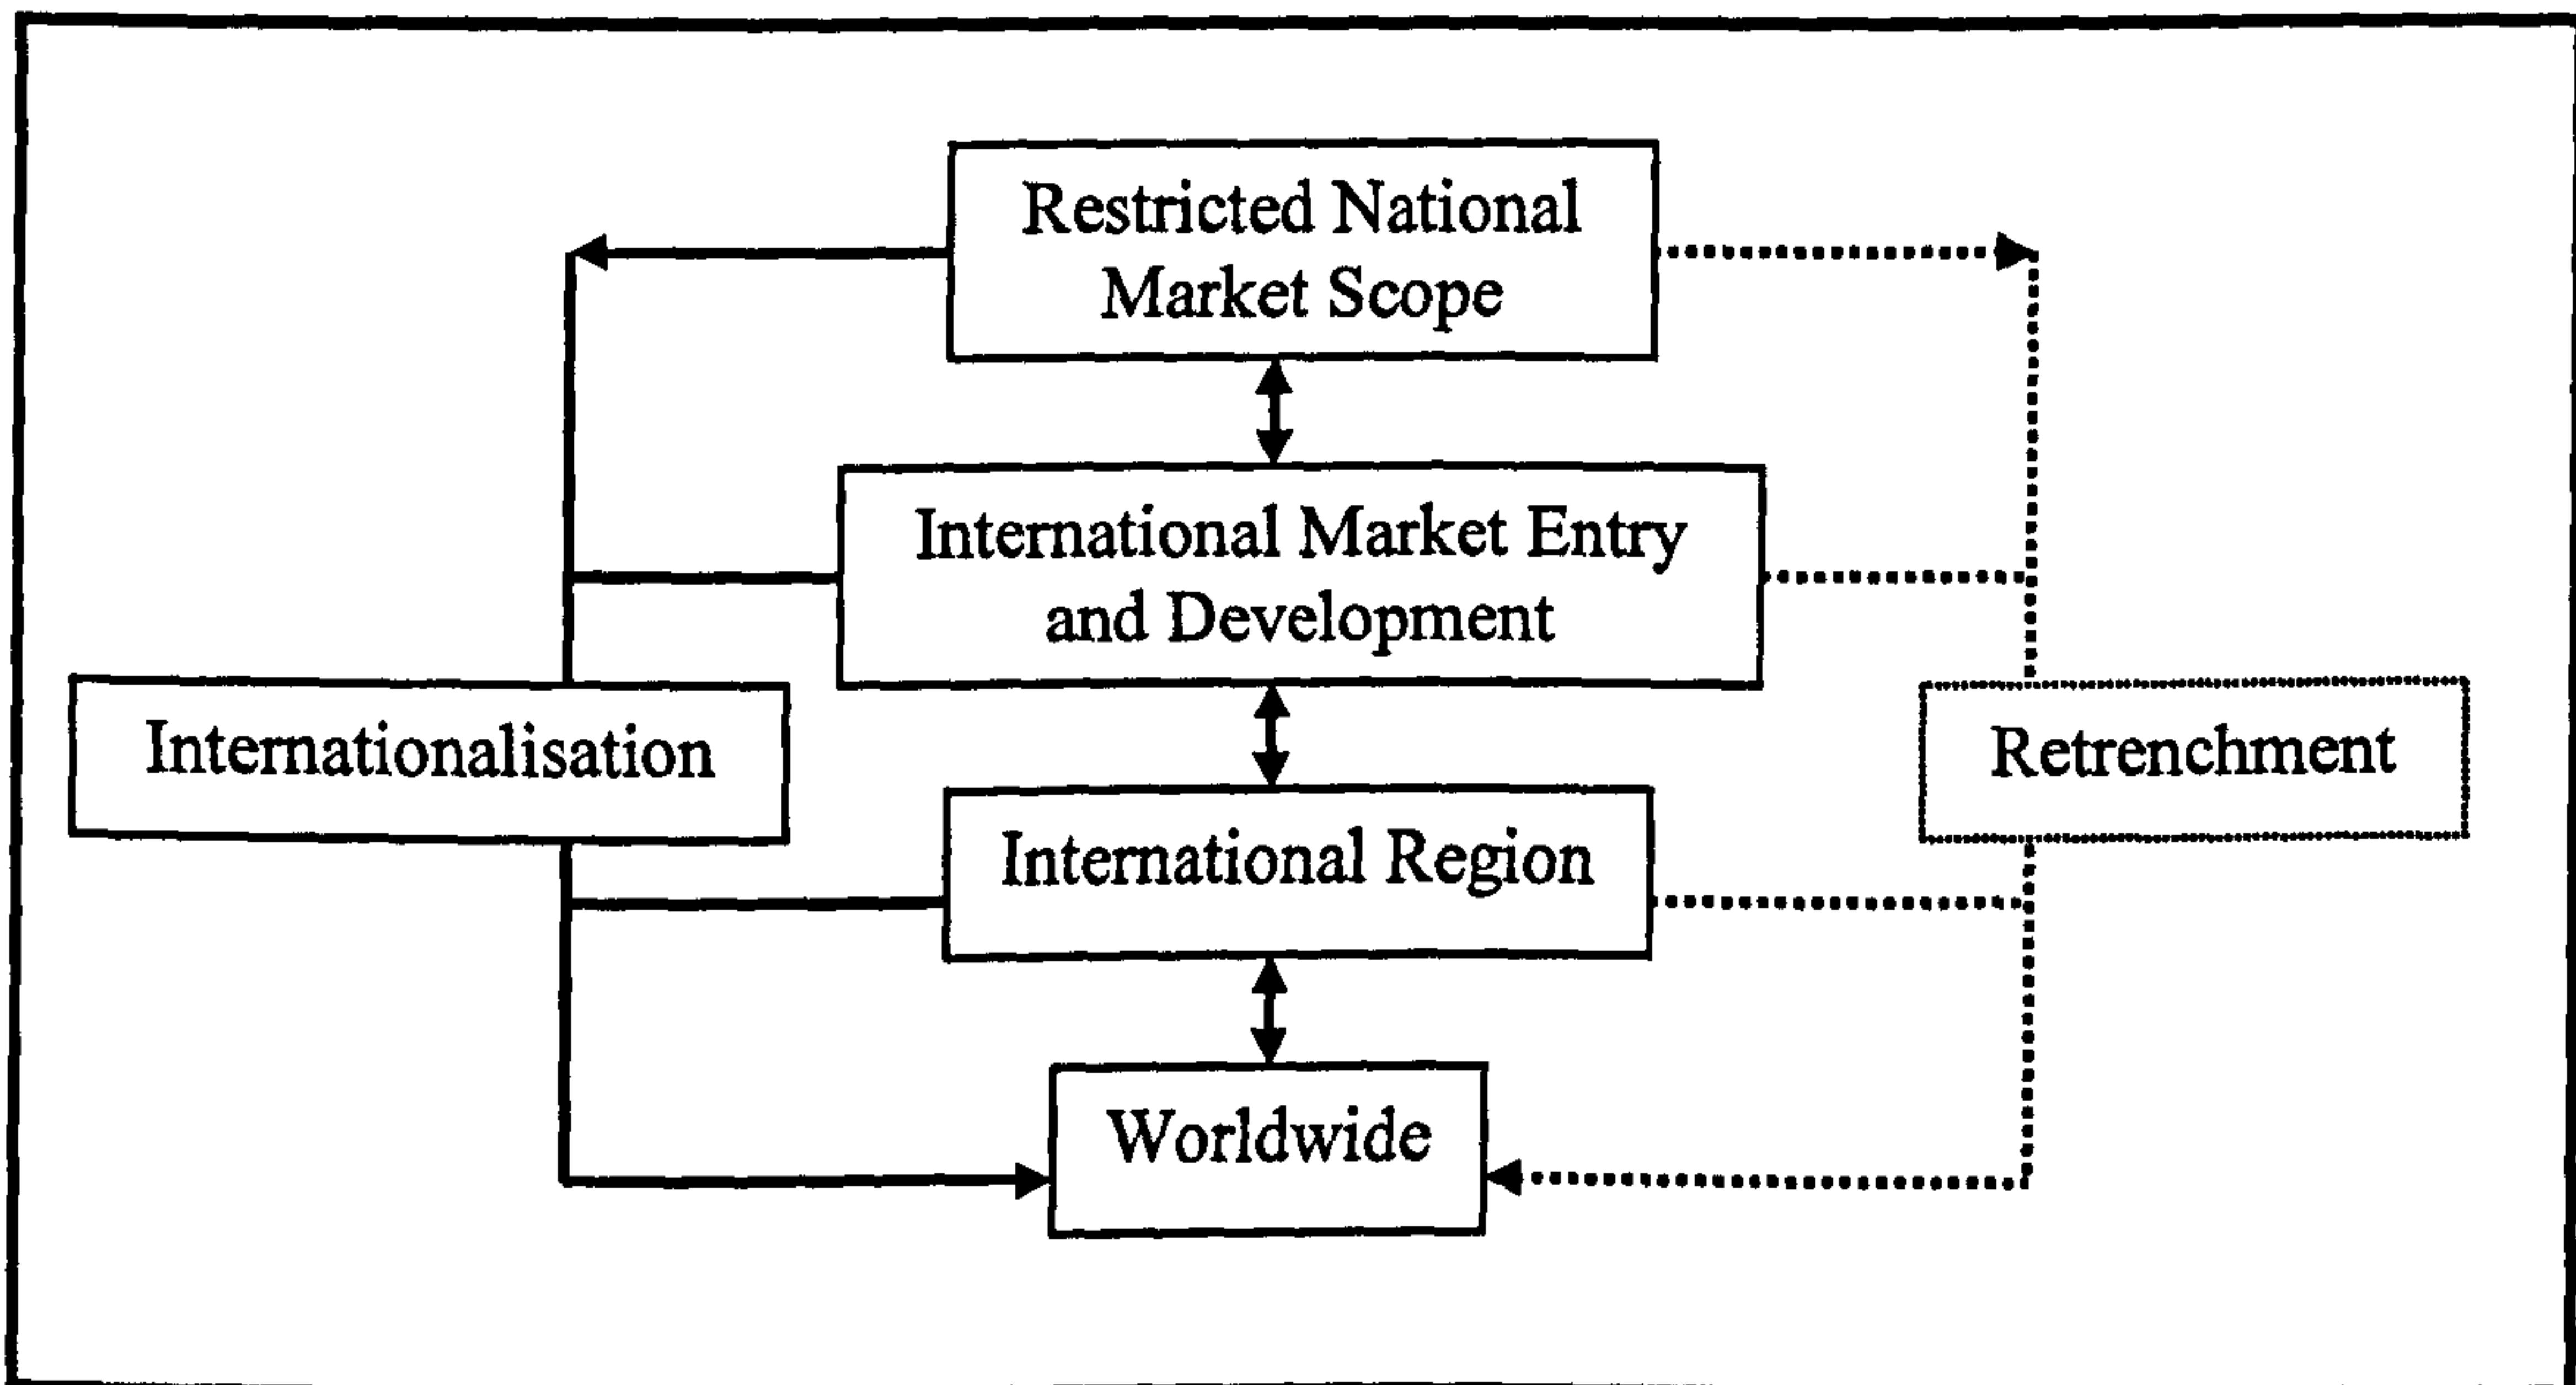 Restricted National
Market Scope
International Market Entry
and Development
Internationalisation
Retrenchment
International Region
Worldwide